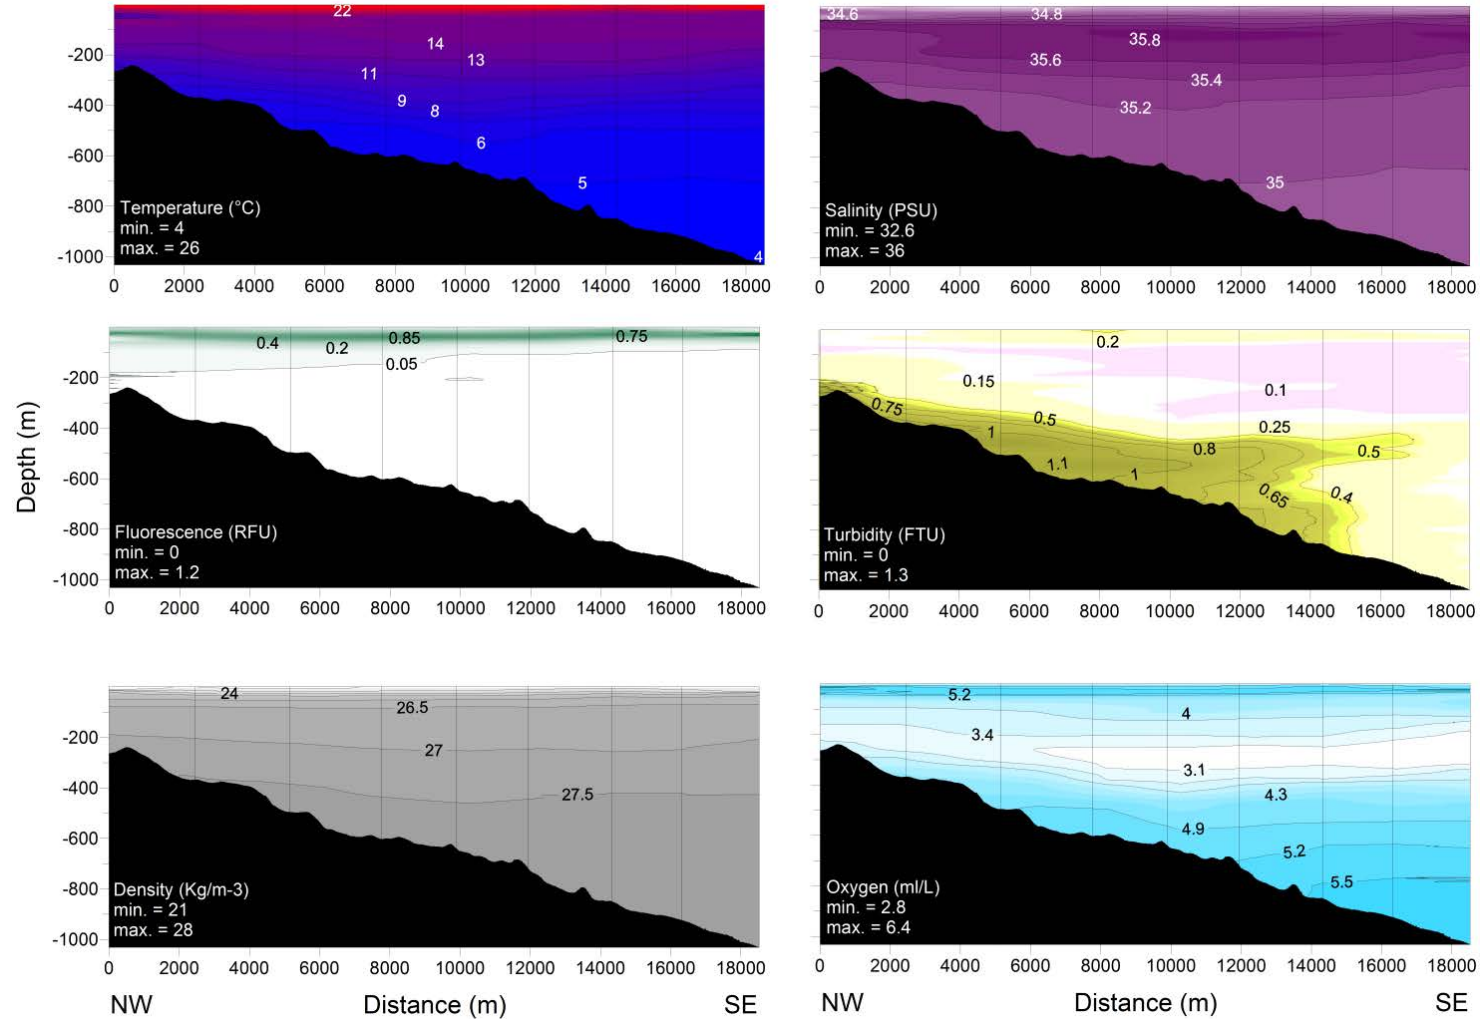 22
14
13
11
9
8
6
5
4
-200
-400
-600
-800
-1000
Temperature (°C)
min. = 4
max. = 26
0 2000 4000 6000 8000 10000 12000 14000 16000 18000
34.6
34.8
35.8
35.6
35.4
35.2
35
Salinity (PSU)
min. = 32.6
max. = 36
0 2000 4000 6000 8000 10000 12000 14000 16000 18000
0.4
0.2
0.85
0.75
0.05
-200
-400
-600
-800
-1000
Depth (m)
Fluorescence (RFU)
min. = 0
max. = 1.2
0 2000 4000 6000 8000 10000 12000 14000 16000 18000
0.2
0.15
0.1
0.75
0.5
0.25
1
0.8
0.5
1.1
1
0.65
0.4
Turbidity (FTU)
min. = 0
max. = 1.3
0 2000 4000 6000 8000 10000 12000 14000 16000 18000
24
26.5
27
27.5
-200
-400
-600
-800
-1000
Density (Kg/m-3)
min. = 21
max. = 28
0 2000 4000 6000 8000 10000 12000 14000 16000 18000
NW Distance (m) SE
5.2
4
3.4
3.1
4.3
4.9
5.2
5.5
Oxygen (ml/L)
min. = 2.8
max. = 6.4
0 2000 4000 6000 8000 10000 12000 14000 16000 18000
NW Distance (m) SE